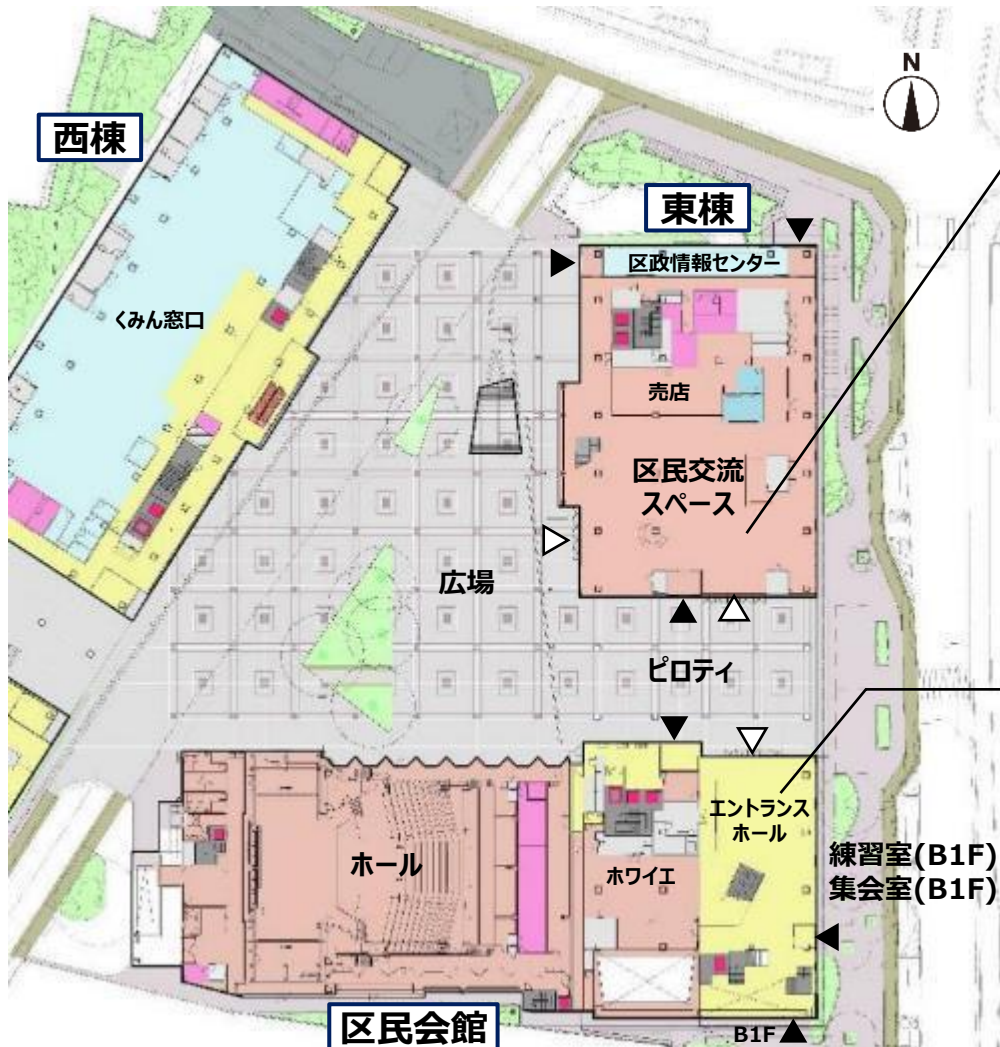 N
西棟
東棟
区政情報センター
くみん窓口
売店
区民交流
スペース
広場
ピロティ
エントランス
ホール
ホール
ホワイエ
練習室(B1F)
集会室(B1F)
区民会館
B1F